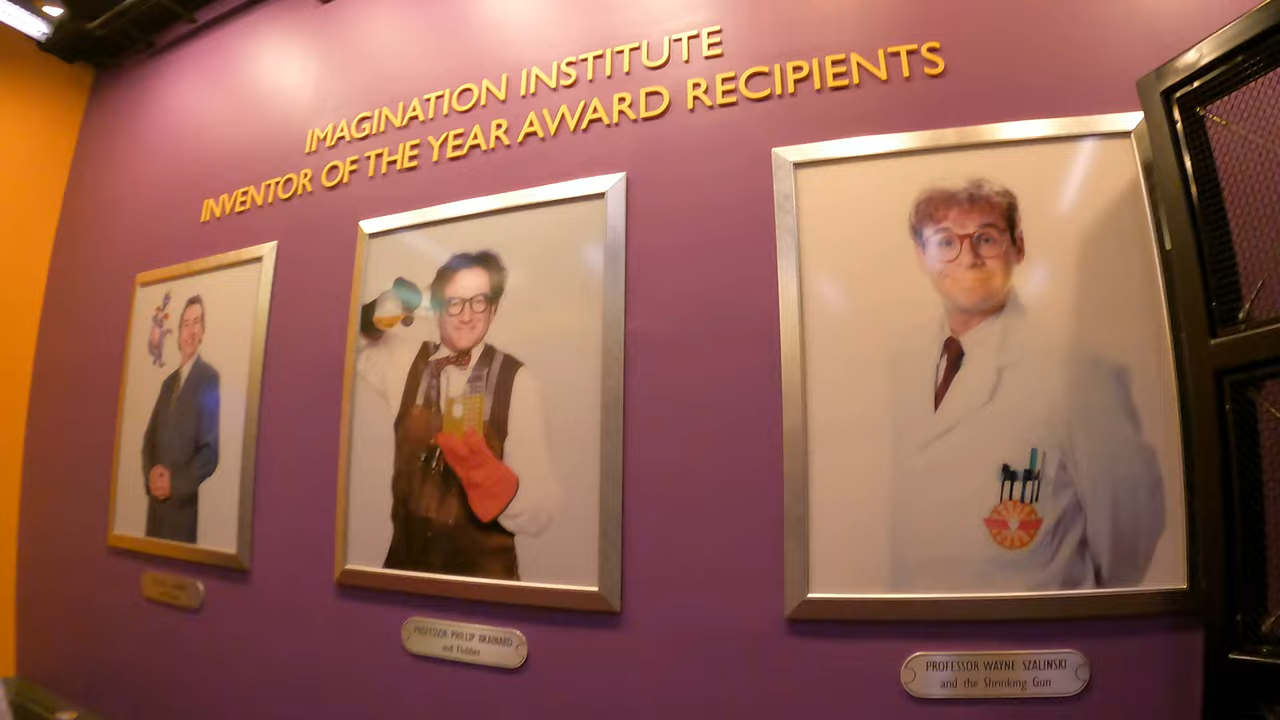 IMAGINATION INSTITUTE
INVENTOR OF THE YEAR AWARD RECIPIENTS
PROFESSOR PHILLIP BRAINARD
and Flubber
PROFESSOR WAYNE SZALINSKI
and the Shrinking Gun